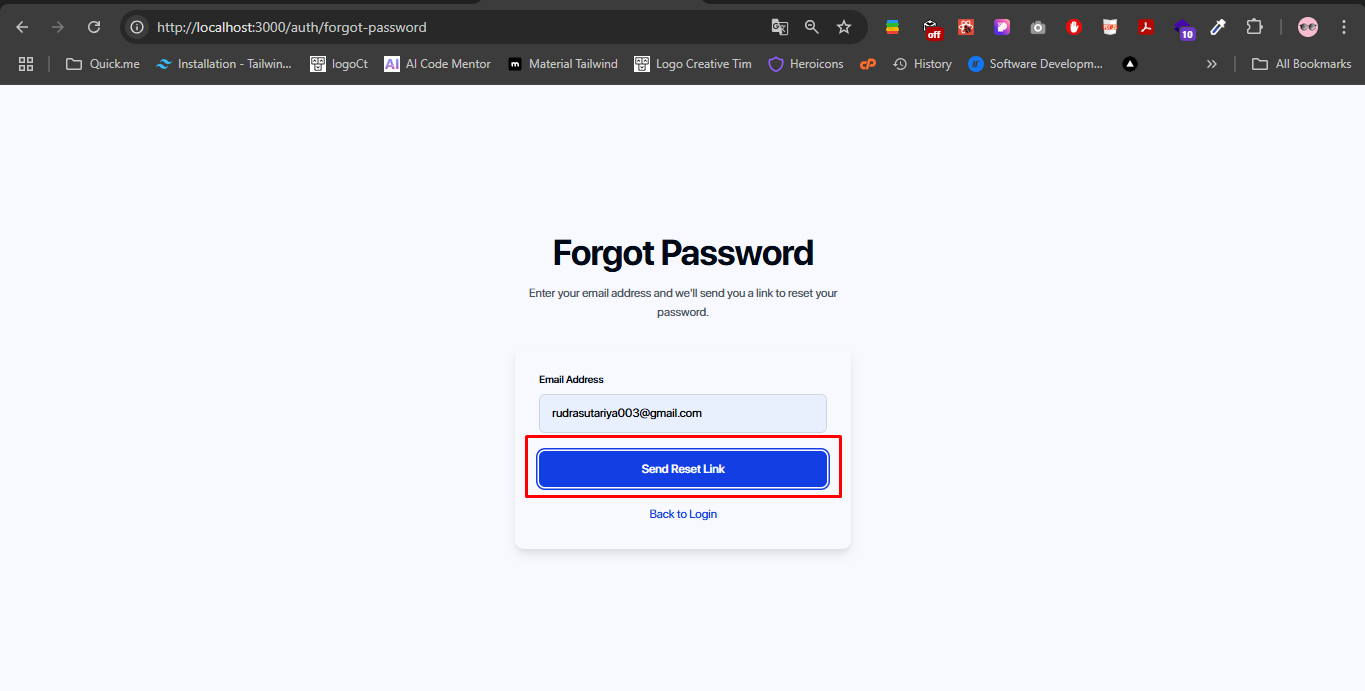 http://localhost:3000/auth/forgot-password
off
10
Quick.me
Installation - Tailwin...
logoCt
AI
AI Code Mentor
m
Material Tailwind
Logo Creative Tim
Heroicons
cP
History
Software Developm...
»
All Bookmarks
Forgot Password
Enter your email address and we'll send you a link to reset your
password.
Email Address
rudrasutariya003@gmail.com
Send Reset Link
Back to Login